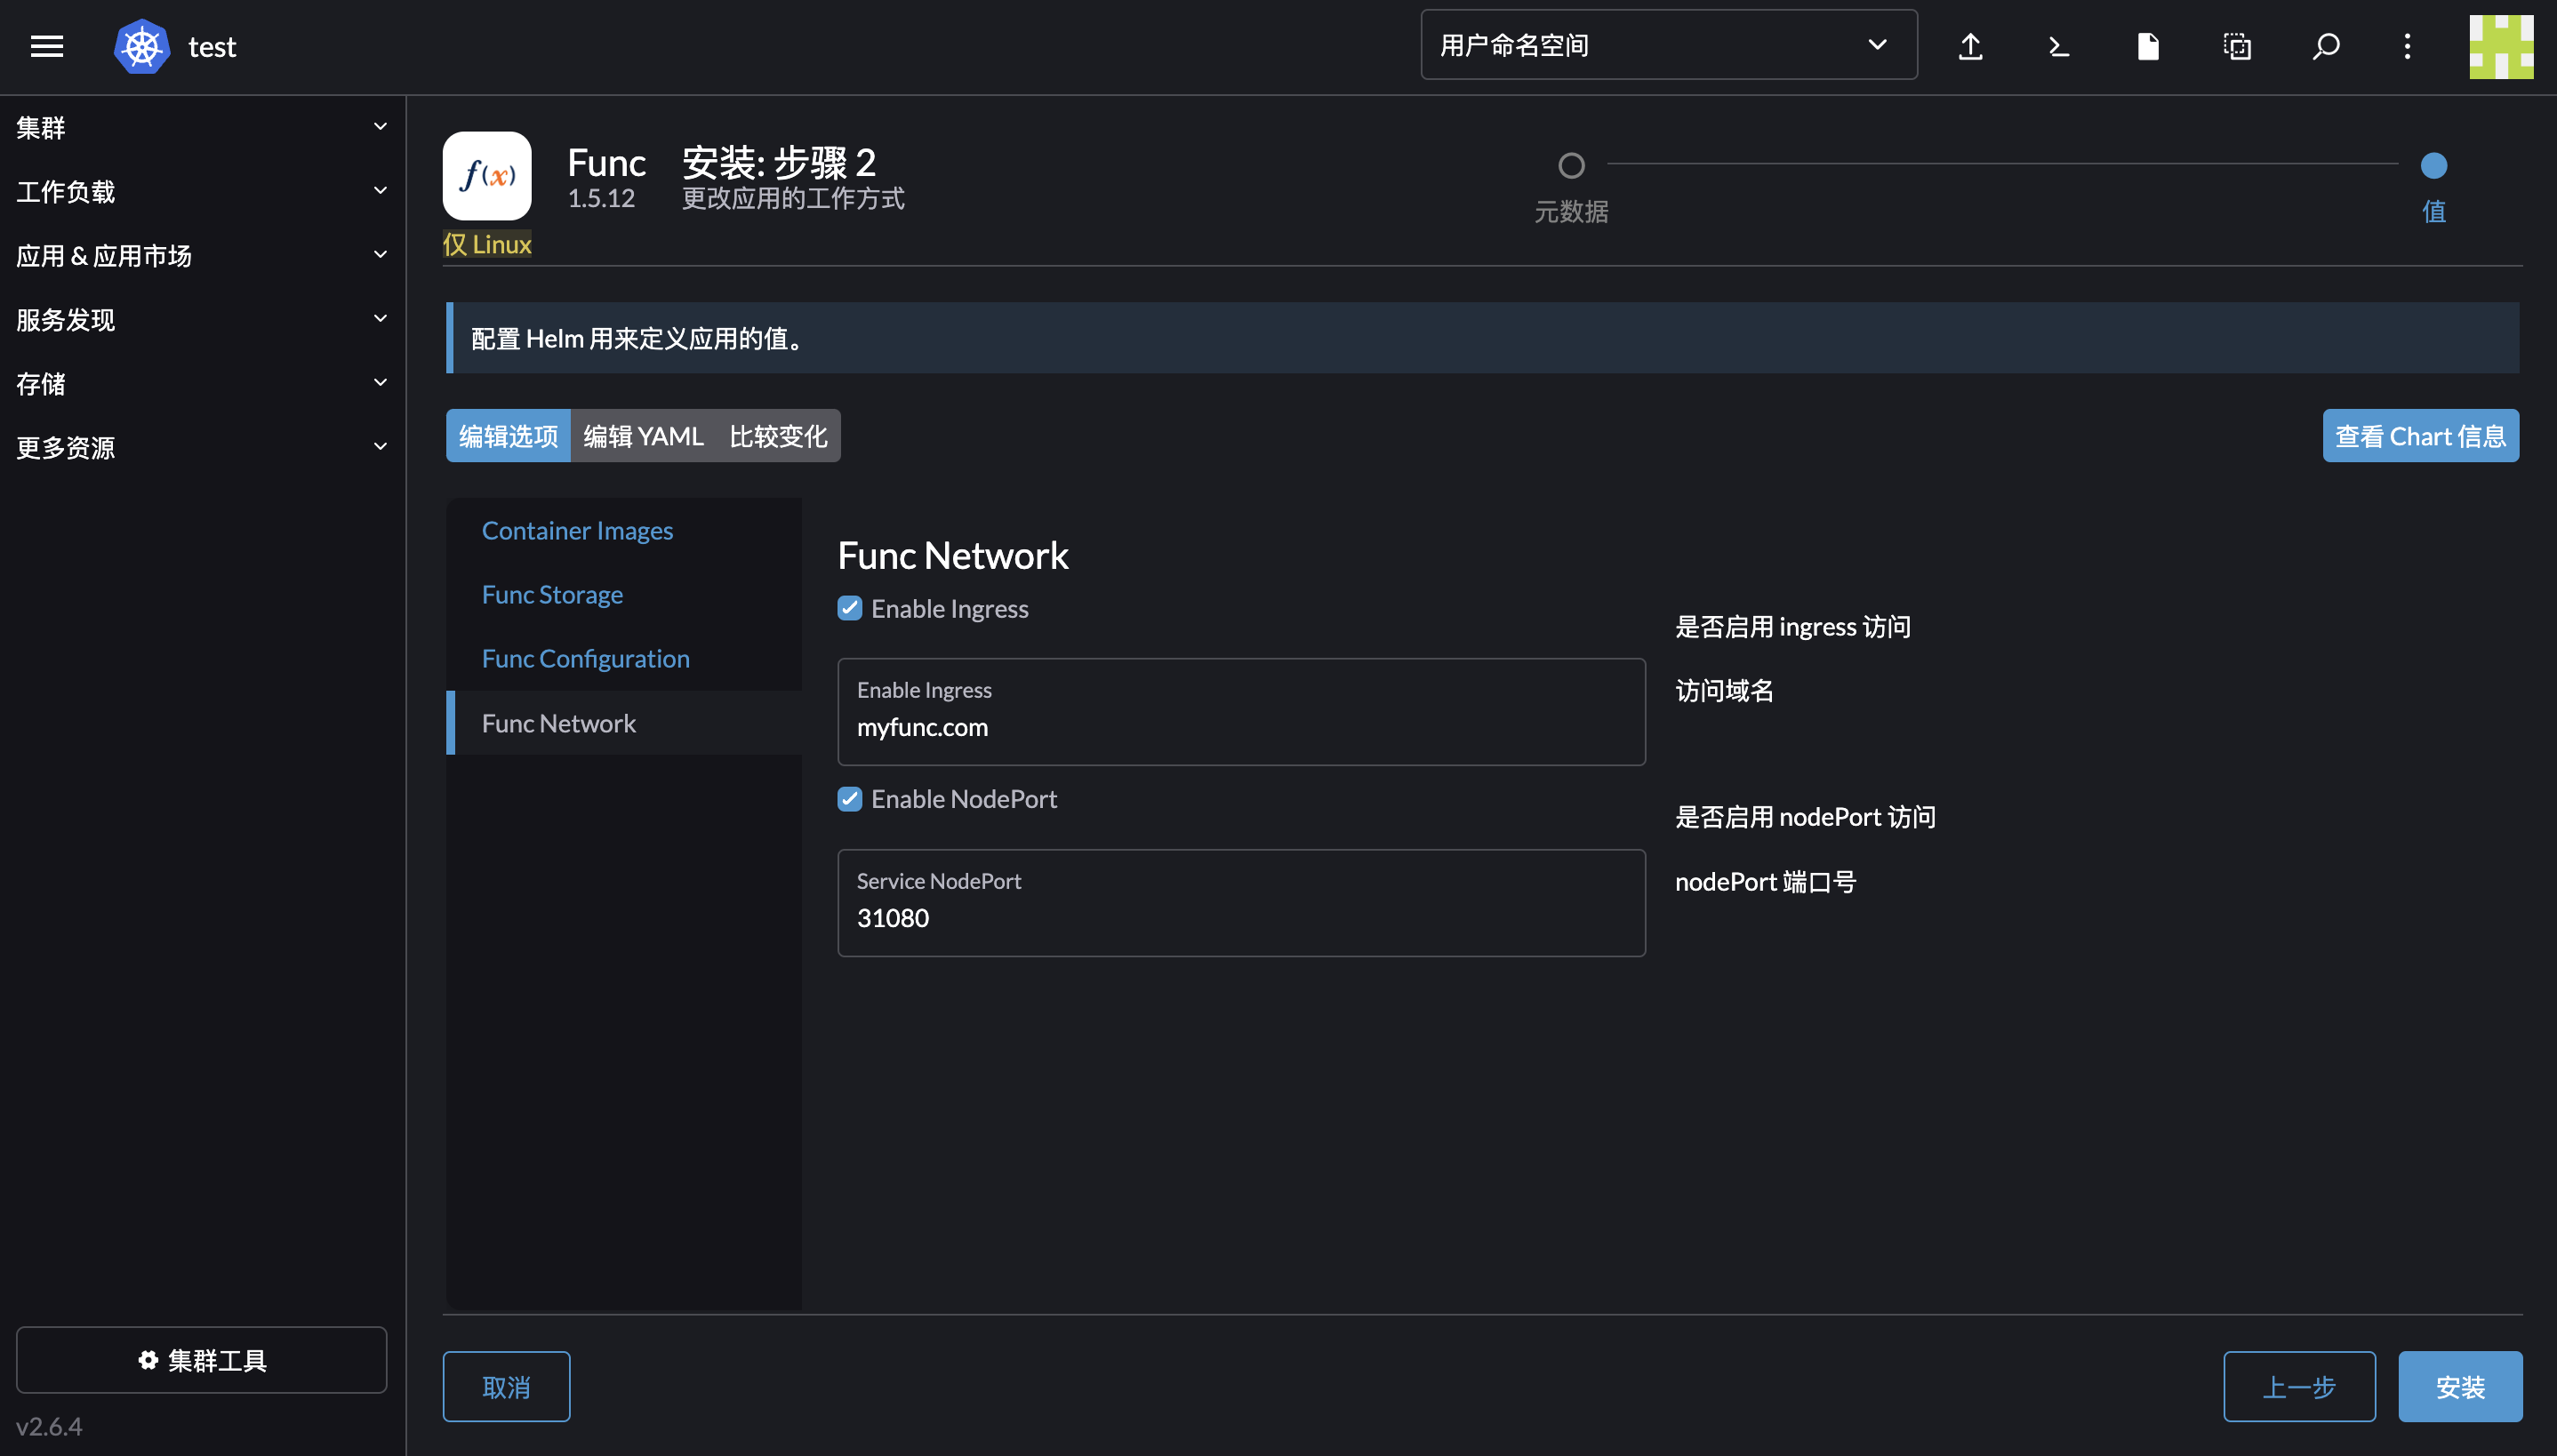 test
用户命名空间
集群
工作负载
应用 & 应用市场
服务发现
存储
更多资源
集群工具
v2.6.4
f(x)
Func
1.5.12
安装: 步骤 2
更改应用的工作方式
仅 Linux
元数据
值
配置 Helm 用来定义应用的值。
编辑选项
编辑 YAML
比较变化
查看 Chart 信息
Container Images
Func Storage
Func Configuration
Func Network
Func Network
Enable Ingress
是否启用 ingress 访问
Enable Ingress
myfunc.com
访问域名
Enable NodePort
是否启用 nodePort 访问
Service NodePort
31080
nodePort 端口号
取消
上一步
安装